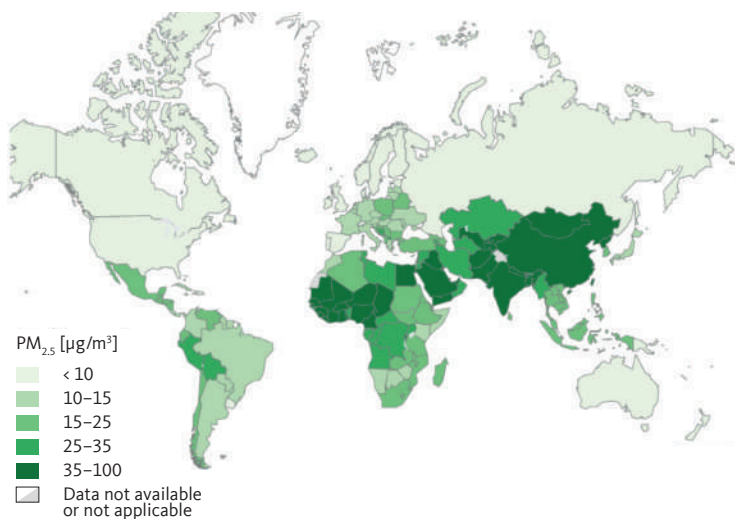 PM2.5 [µg/m³]
< 10
10–15
15–25
25–35
35–100
Data not available
or not applicable